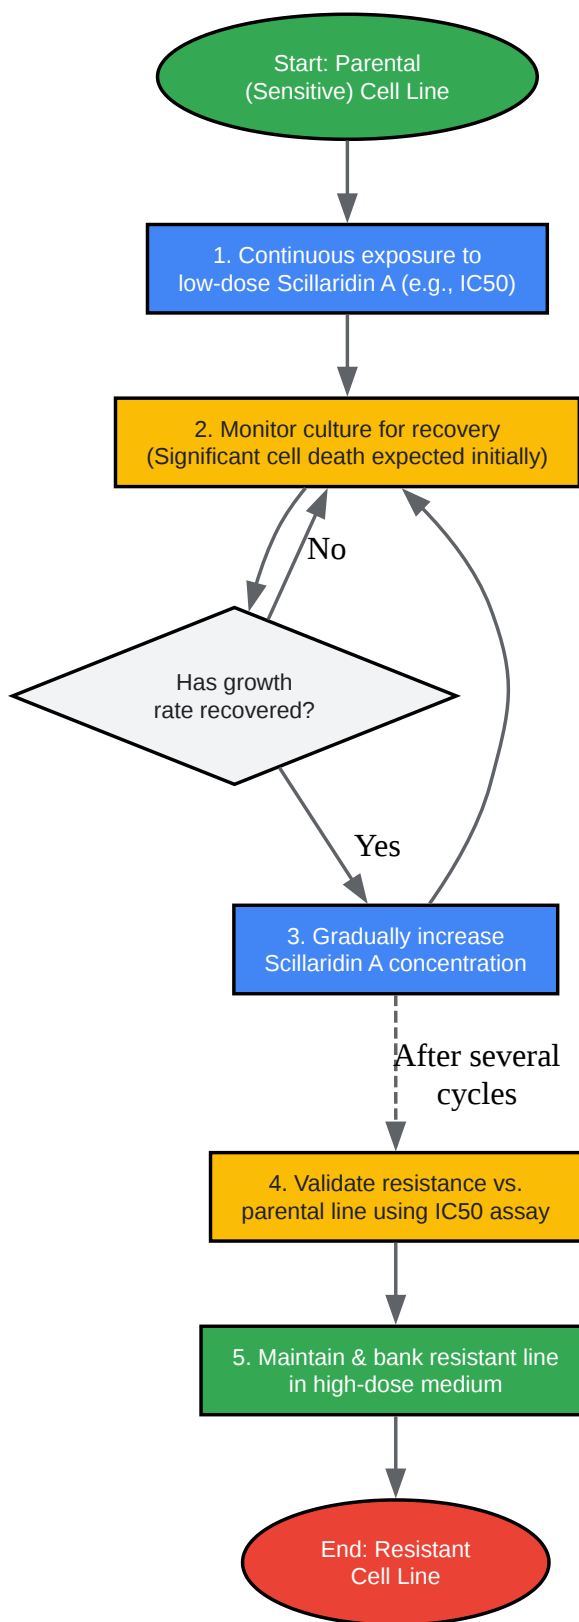 Start: Parental
(Sensitive) Cell Line
1. Continuous exposure to
low-dose Scillaridin A (e.g., IC50)
2. Monitor culture for recovery
(Significant cell death expected initially)
No
Has growth
rate recovered?
Yes
3. Gradually increase
Scillaridin A concentration
After several
cycles
4. Validate resistance vs.
parental line using IC50 assay
5. Maintain & bank resistant line
in high-dose medium
End: Resistant
Cell Line